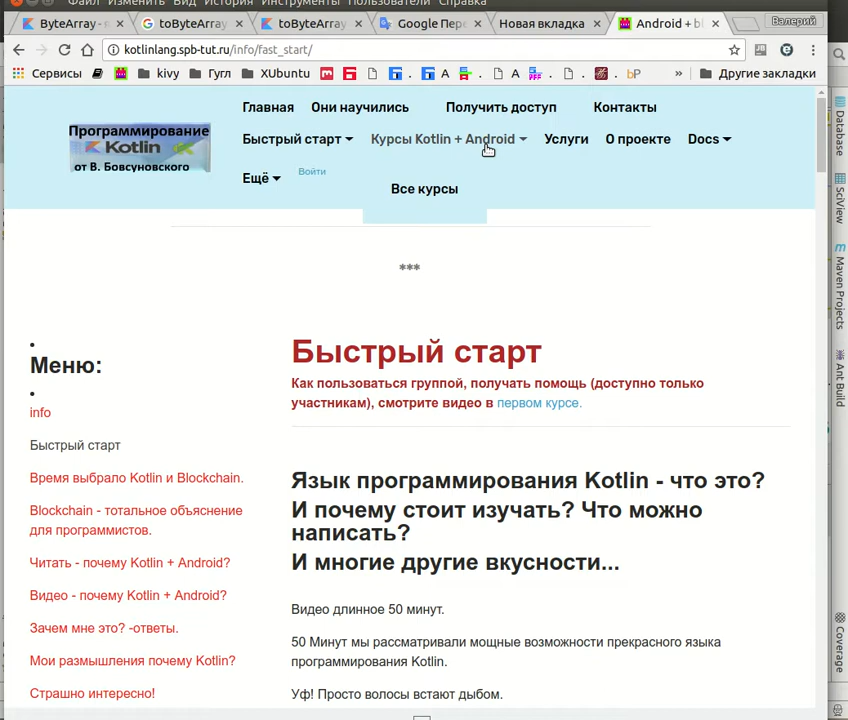 Файл Изменить Вид История Инструменты Пользователи Справка
ByteArray -
toByteArray
toByteArray
Google Пере
Новая вкладка
Android + bl
Валерий
kotlinlang.spb-tut.ru/info/fast_start/
Сервисы
kivy
Гугл
XUbuntu
A
A
bP
»
Другие закладки
Программирование
Kotlin
от В. Бовсуновского
Главная Они научились Получить доступ Контакты
Быстрый старт Курсы Kotlin + Android Услуги О проекте Docs
Ещё Войти
Все курсы
***
Меню:
info
Быстрый старт
Время выбрало Kotlin и Blockchain.
Blockchain - тотальное объяснение
для программистов.
Читать - почему Kotlin + Android?
Видео - почему Kotlin + Android?
Зачем мне это? -ответы.
Мои размышления почему Kotlin?
Страшно интересно!
Быстрый старт
Как пользоваться группой, получать помощь (доступно только
участникам), смотрите видео в первом курсе.
Язык программирования Kotlin - что это?
И почему стоит изучать? Что можно
написать?
И многие другие вкусности...
Видео длинное 50 минут.
50 Минут мы рассматривали мощные возможности прекрасного языка
программирования Kotlin.
Уф! Просто волосы встают дыбом.
Database
SciView
Maven Projects
Ant Build
Coverage